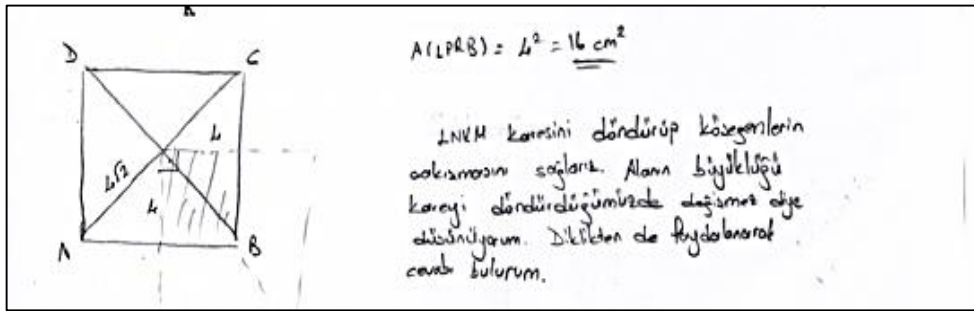 K
D
C
4
4√2
4
A
B
A(LPRB) = 4² = 16 cm²
LNKM karesini döndürüp köşegenlerin
çakışmasını sağlarız. Alanın büyüklüğü
kareyi döndürdüğümüzde değişmez diye
düşünüyorum. Diklikten de faydalanarak
cevabı bulurum.